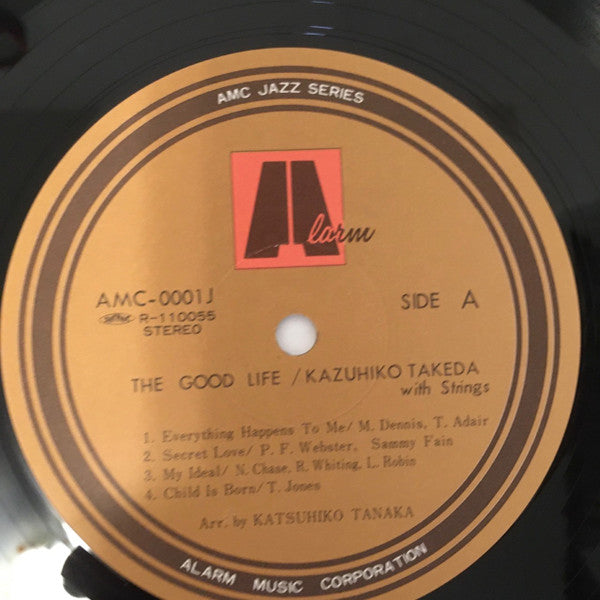 AMC JAZZ SERIES
Alarm
AMC-0001J
SIDE A
R-110055
STEREO
THE GOOD LIFE / KAZUHIKO TAKEDA
with Strings
1. Everything Happens To Me/ M. Dennis, T. Adair
2. Secret Love/ P. F. Webster, Sammy Fain
3. My Ideal/ N. Chase, R. Whiting, L. Robin
4. Child is Born/ T. Jones
Arr. by KATSUHIKO TANAKA
ALARM MUSIC CORPORATION